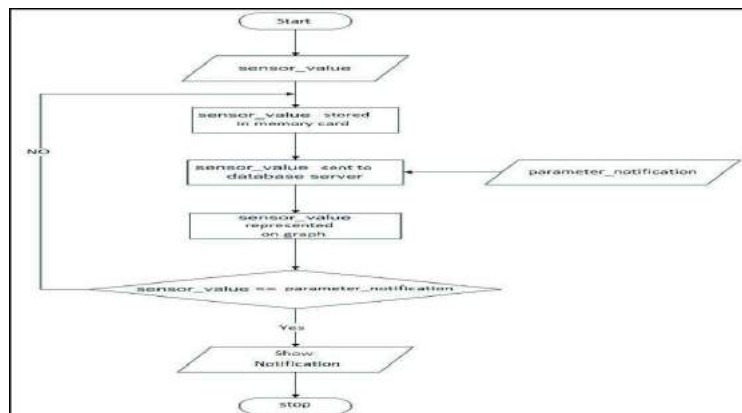 Start
sensor_value
sensor_value stored
in memory card
NO
sensor_value sent to
database server
parameter_notification
sensor_value
represented
on graph
sensor_value == parameter_notification
Yes
Show
Notification
stop